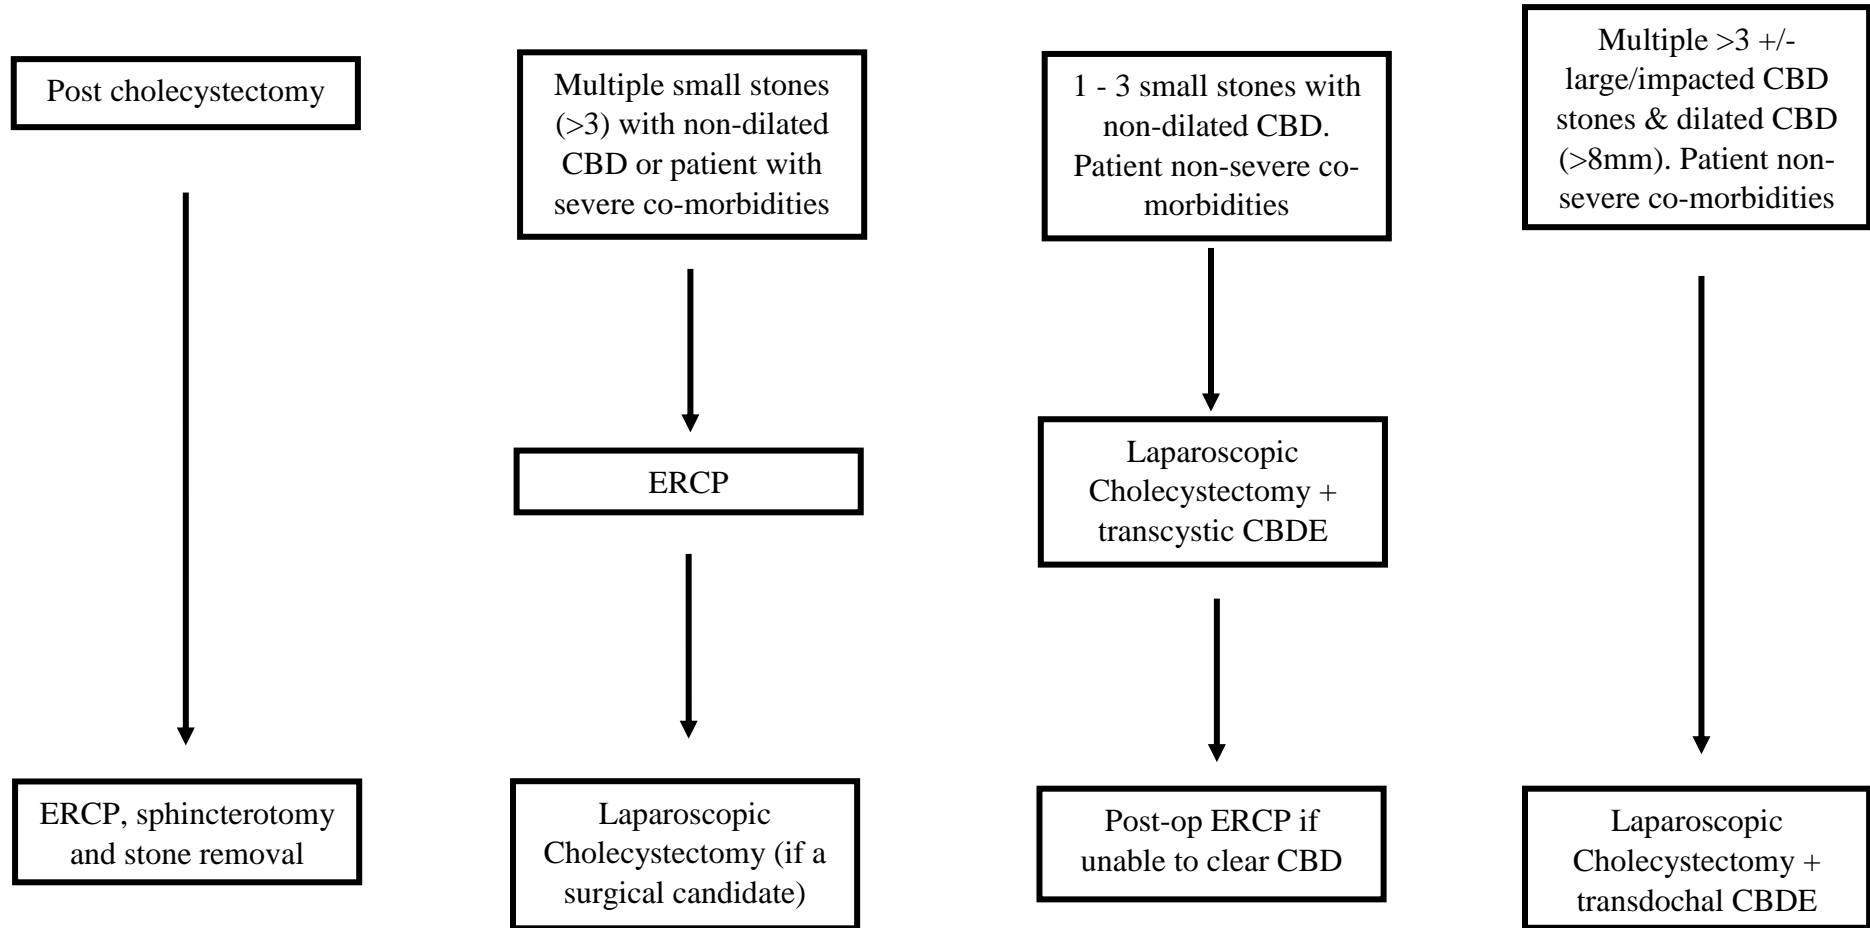 Post cholecystectomy
Multiple small stones
(>3) with non-dilated
CBD or patient with
severe co-morbidities
1 - 3 small stones with
non-dilated CBD.
Patient non-severe co-
morbidities
Multiple >3 +/-
large/impacted CBD
stones & dilated CBD
(>8mm). Patient non-
severe co-morbidities
ERCP
Laparoscopic
Cholecystectomy +
transcystic CBDE
ERCP, sphincterotomy
and stone removal
Laparoscopic
Cholecystectomy (if a
surgical candidate)
Post-op ERCP if
unable to clear CBD
Laparoscopic
Cholecystectomy +
transdochal CBDE